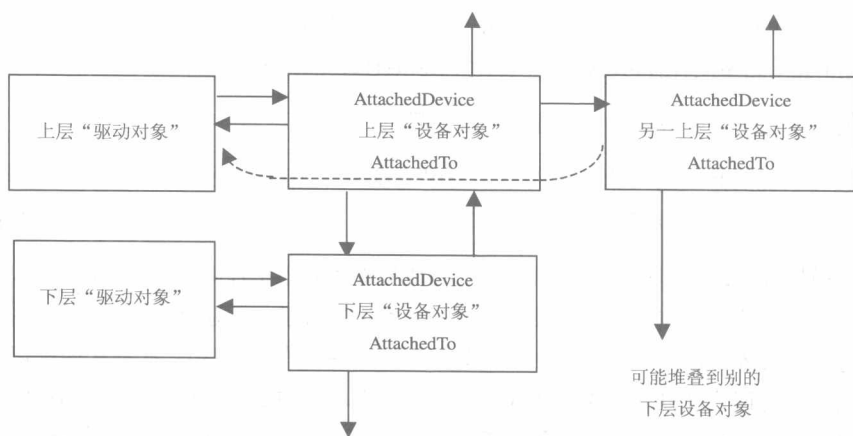 上层“驱动对象”
AttachedDevice
上层“设备对象”
AttachedTo
AttachedDevice
另一上层“设备对象”
AttachedTo
下层“驱动对象”
AttachedDevice
下层“设备对象”
AttachedTo
可能堆叠到别的
下层设备对象